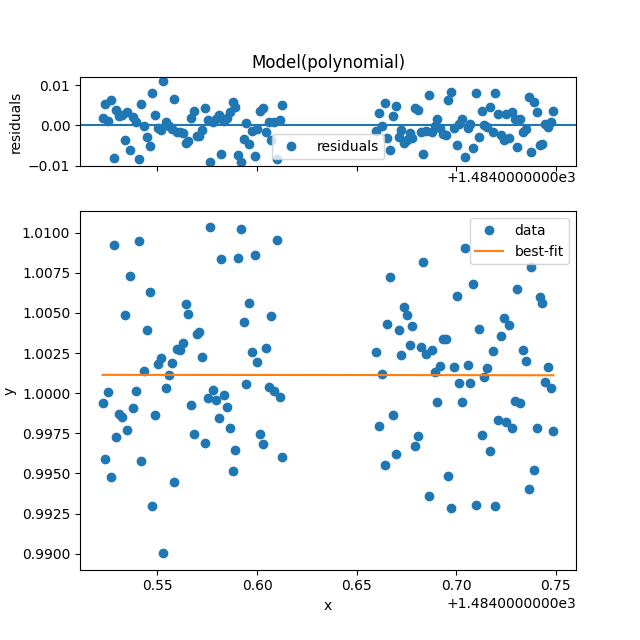 Model(polynomial)
0.01
0.00
−0.01
residuals
residuals
+1.4840000000e3
1.0100
1.0075
1.0050
1.0025
1.0000
0.9975
0.9950
0.9925
0.9900
y
data
best-fit
0.55
0.60
0.65
0.70
0.75
x
+1.4840000000e3